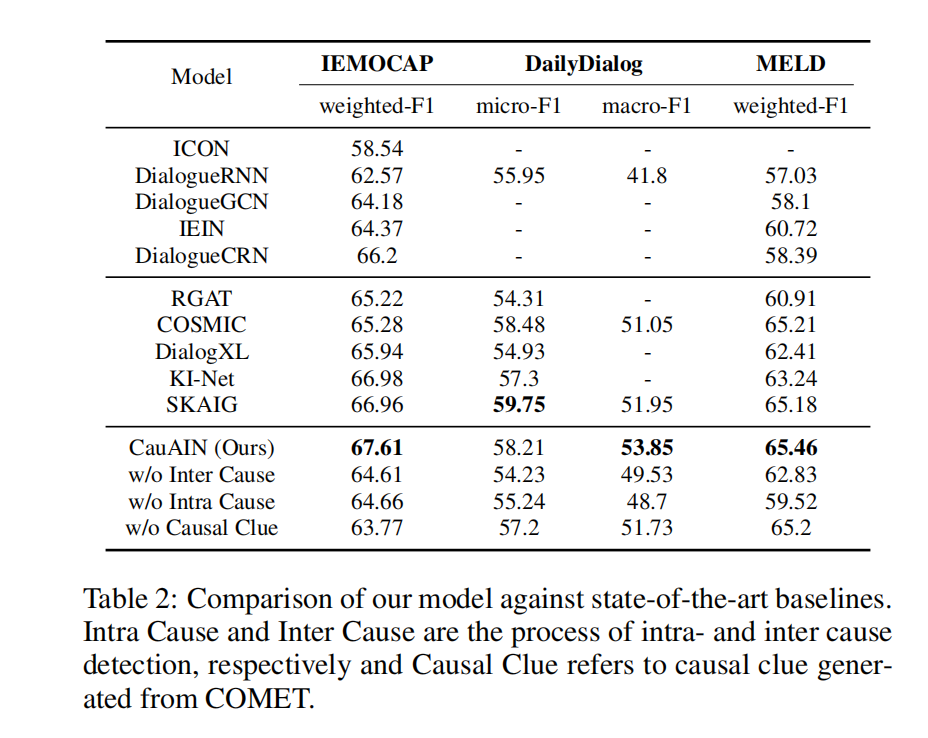 Model IEMOCAP DailyDialog MELD
weighted-F1 micro-F1 macro-F1 weighted-F1
ICON 58.54 - - -
DialogueRNN 62.57 55.95 41.8 57.03
DialogueGCN 64.18 - - 58.1
IEIN 64.37 - - 60.72
DialogueCRN 66.2 - - 58.39
RGAT 65.22 54.31 - 60.91
COSMIC 65.28 58.48 51.05 65.21
DialogXL 65.94 54.93 - 62.41
KI-Net 66.98 57.3 - 63.24
SKAIG 66.96 59.75 51.95 65.18
CauAIN (Ours) 67.61 58.21 53.85 65.46
w/o Inter Cause 64.61 54.23 49.53 62.83
w/o Intra Cause 64.66 55.24 48.7 59.52
w/o Causal Clue 63.77 57.2 51.73 65.2
Table 2: Comparison of our model against state-of-the-art baselines.
Intra Cause and Inter Cause are the process of intra- and inter cause
detection, respectively and Causal Clue refers to causal clue gener-
ated from COMET.